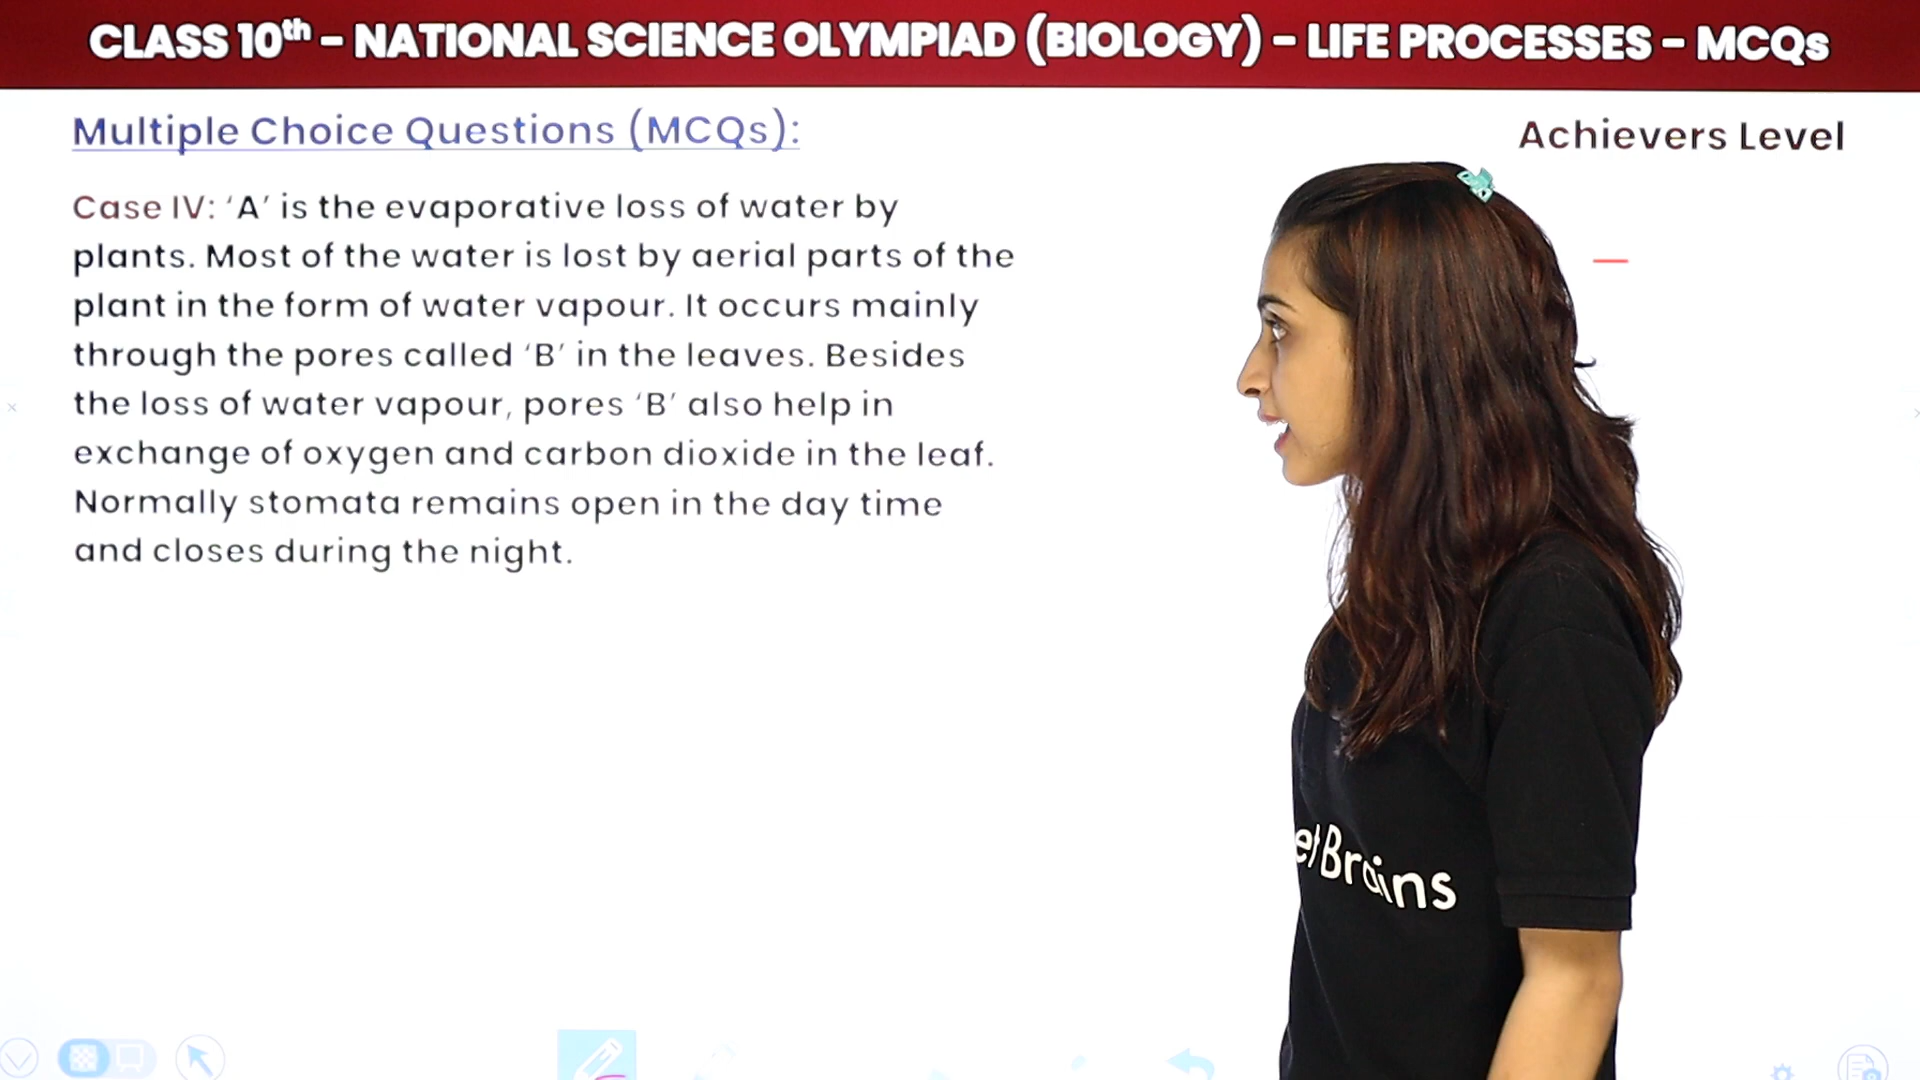 CLASS 10th - NATIONAL SCIENCE OLYMPIAD (BIOLOGY) - LIFE PROCESSES - MCQs
Multiple Choice Questions (MCQs):
Achievers Level
Case IV: ‘A’ is the evaporative loss of water by
plants. Most of the water is lost by aerial parts of the
plant in the form of water vapour. It occurs mainly
through the pores called ‘B’ in the leaves. Besides
the loss of water vapour, pores ‘B’ also help in
exchange of oxygen and carbon dioxide in the leaf.
Normally stomata remains open in the day time
and closes during the night.
et Brains